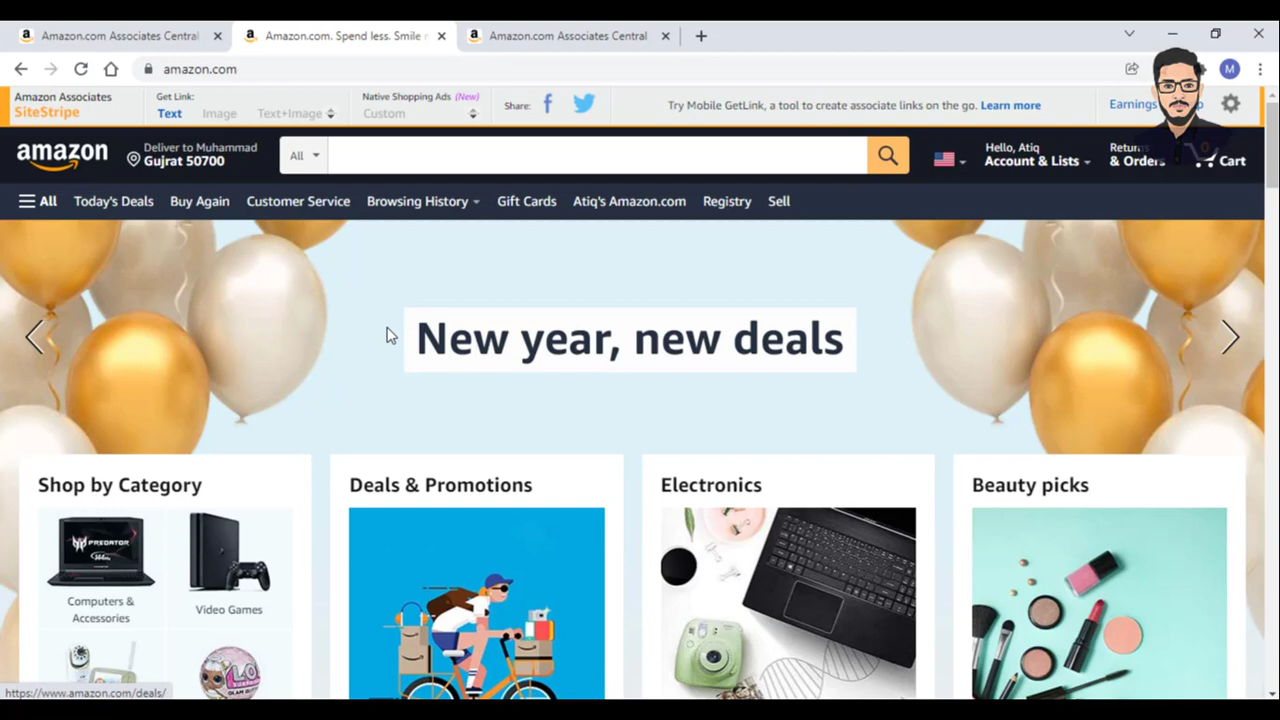 Amazon.com Associates Central
Amazon.com. Spend less. Smile
Amazon.com Associates Central
amazon.com
M
Amazon Associates
SiteStripe
Get Link:
Text Image Text+Image
Native Shopping Ads (New)
Custom
Share:
Try Mobile GetLink, a tool to create associate links on the go. Learn more
Earnings
amazon
Deliver to Muhammad
Gujrat 50700
All
Hello, Atiq
Account & Lists
Returns
& Orders
0
Cart
All Today's Deals Buy Again Customer Service Browsing History Gift Cards Atiq's Amazon.com Registry Sell
New year, new deals
Shop by Category
Computers &
Accessories
Video Games
Deals & Promotions
Electronics
Beauty picks
PREDATOR
https://www.amazon.com/deals/